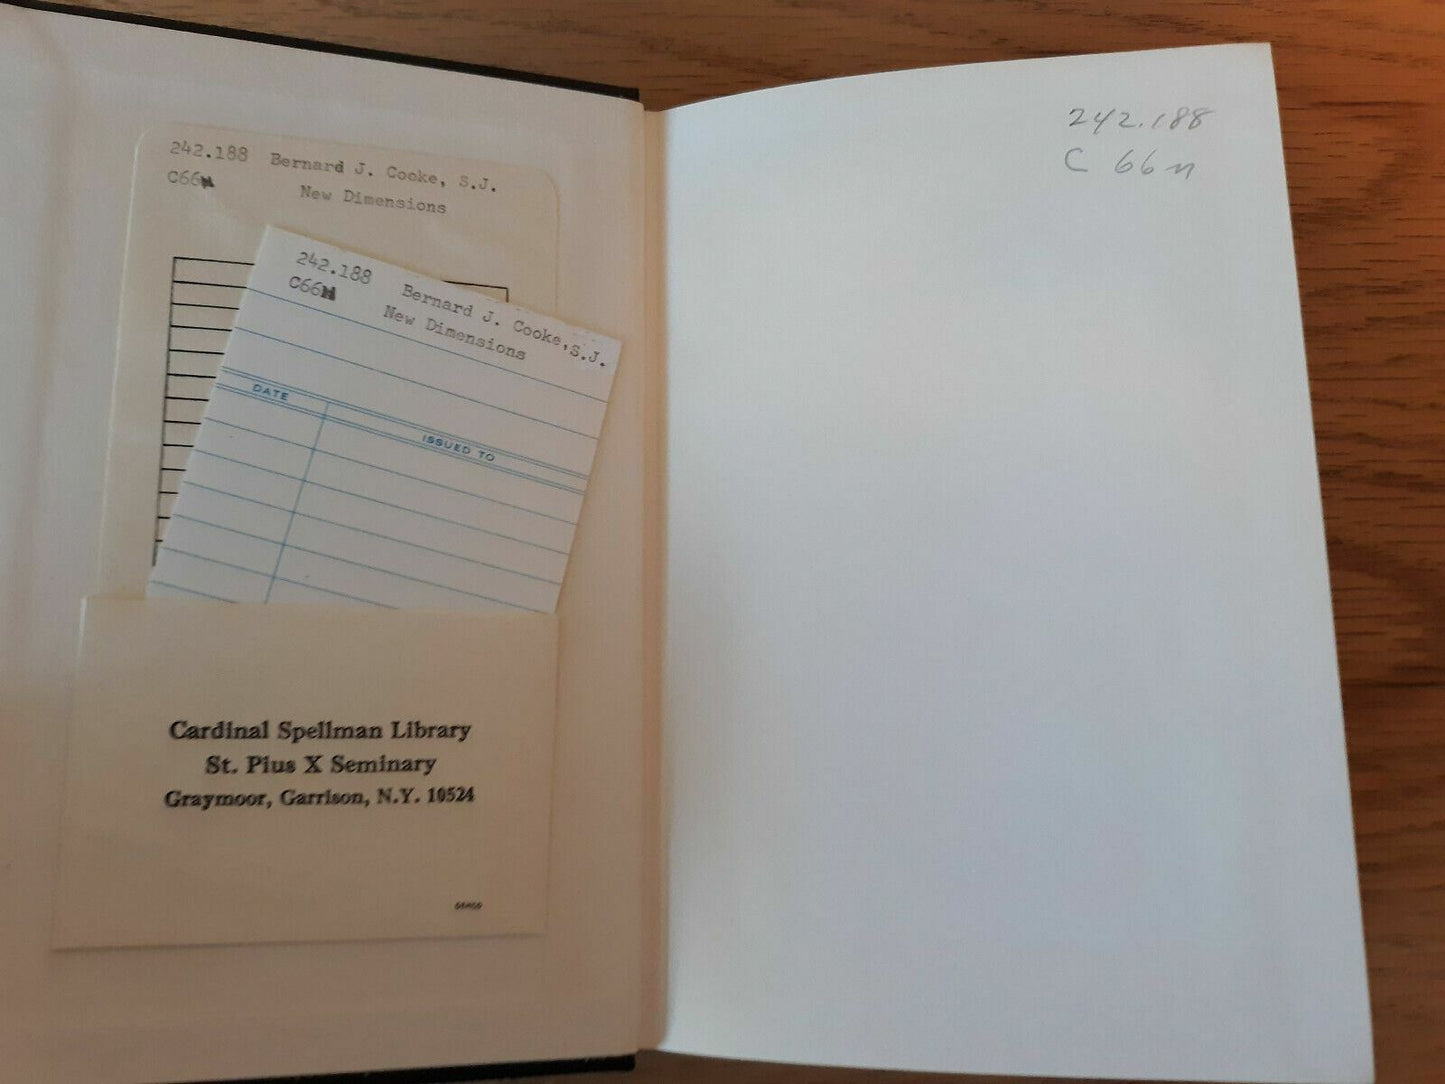 242.188 Bernard J. Cooke, S.J.
C66N
New Dimensions
242.188 Bernard J. Cooke, S.J.
C66N
New Dimensions
DATE
ISSUED TO
Cardinal Spellman Library
St. Pius X Seminary
Graymoor, Garrison, N.Y. 10524
242.188
C 66n